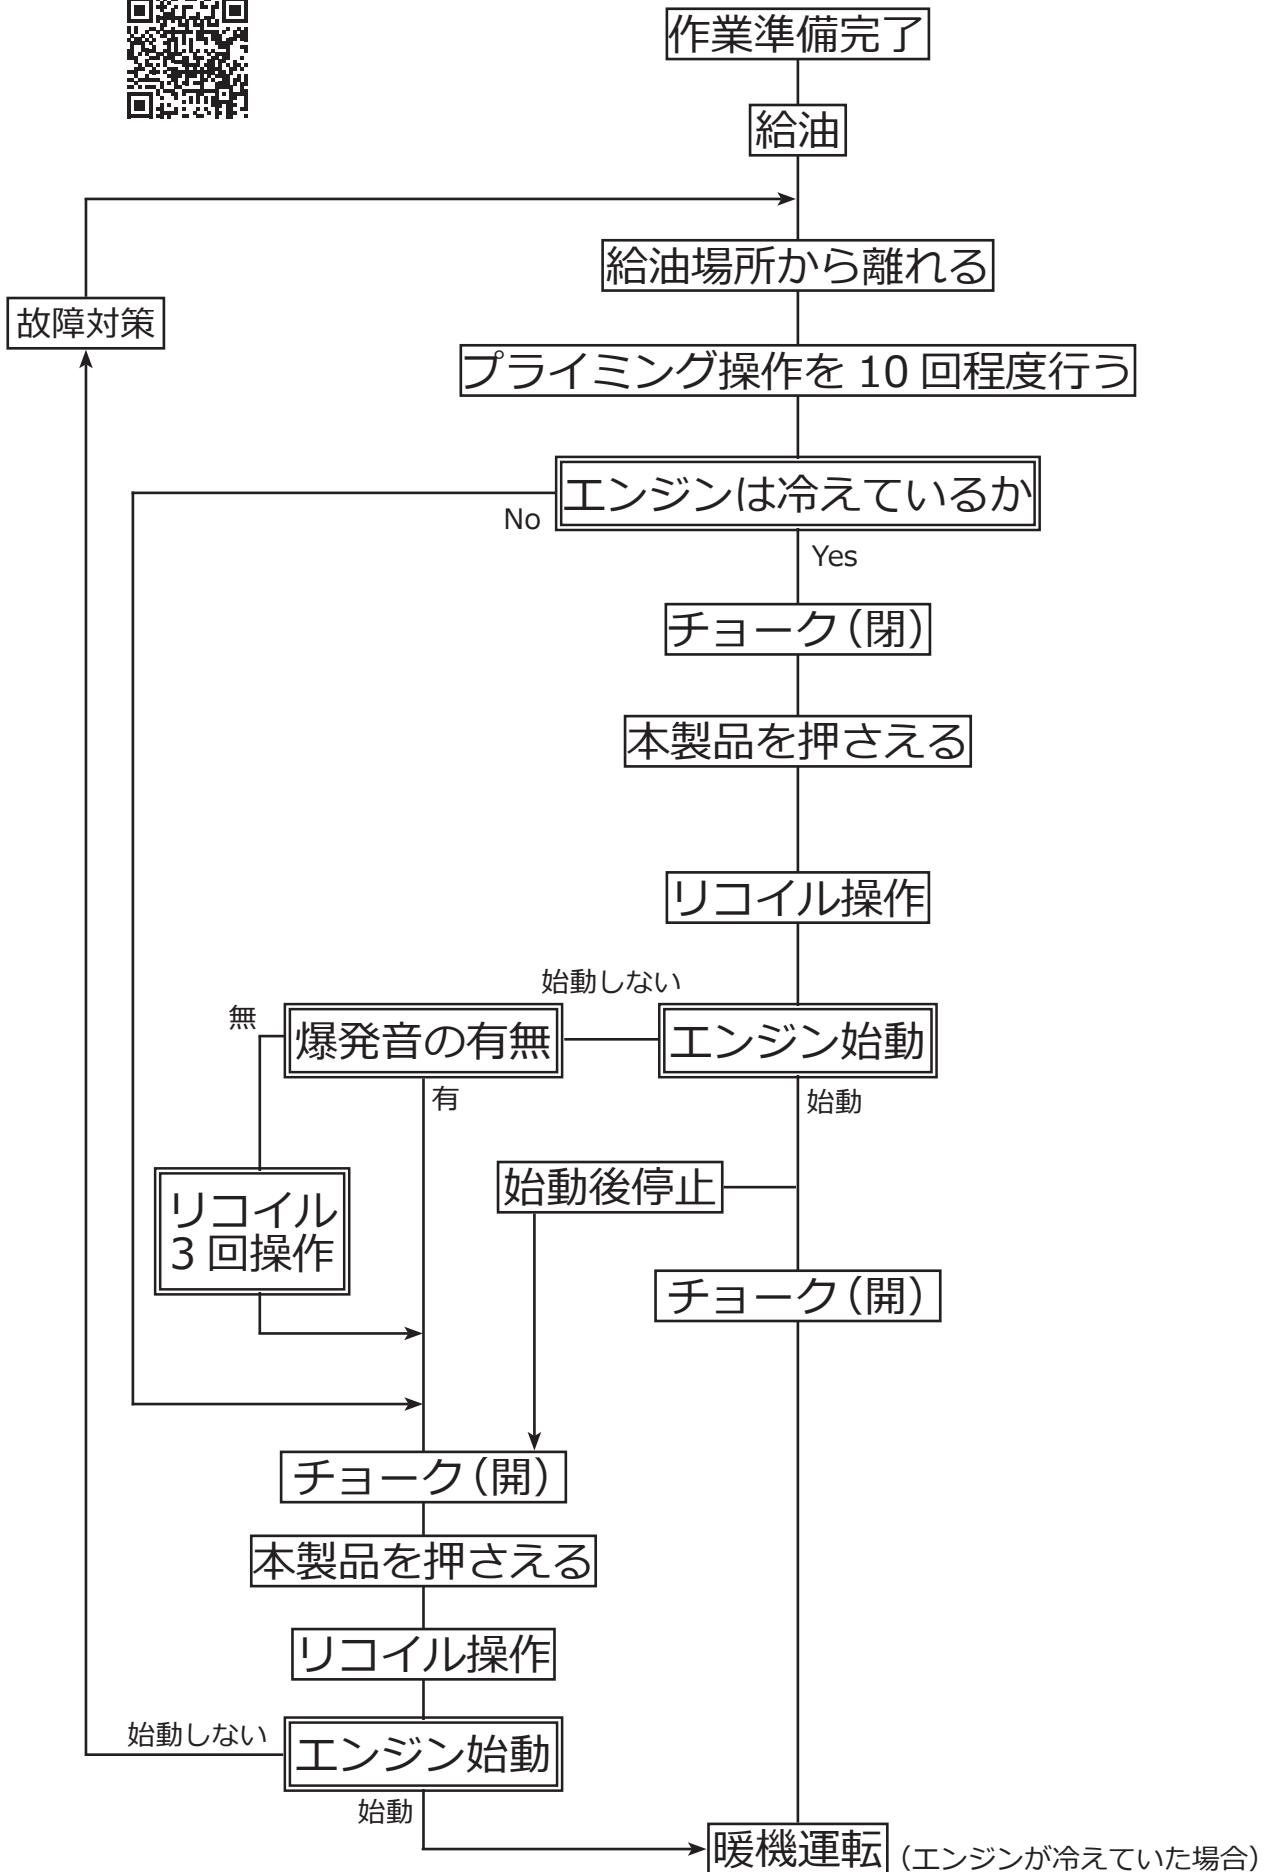 作業準備完了
給油
給油場所から離れる
故障対策
プライミング操作を 10 回程度行う
エンジンは冷えているか
No
Yes
チョーク（閉）
本製品を押さえる
リコイル操作
始動しない
無
爆発音の有無
エンジン始動
有
始動
始動後停止
リコイル
3 回操作
チョーク（開）
チョーク（開）
本製品を押さえる
リコイル操作
始動しない
エンジン始動
始動
暖機運転
（エンジンが冷えていた場合）